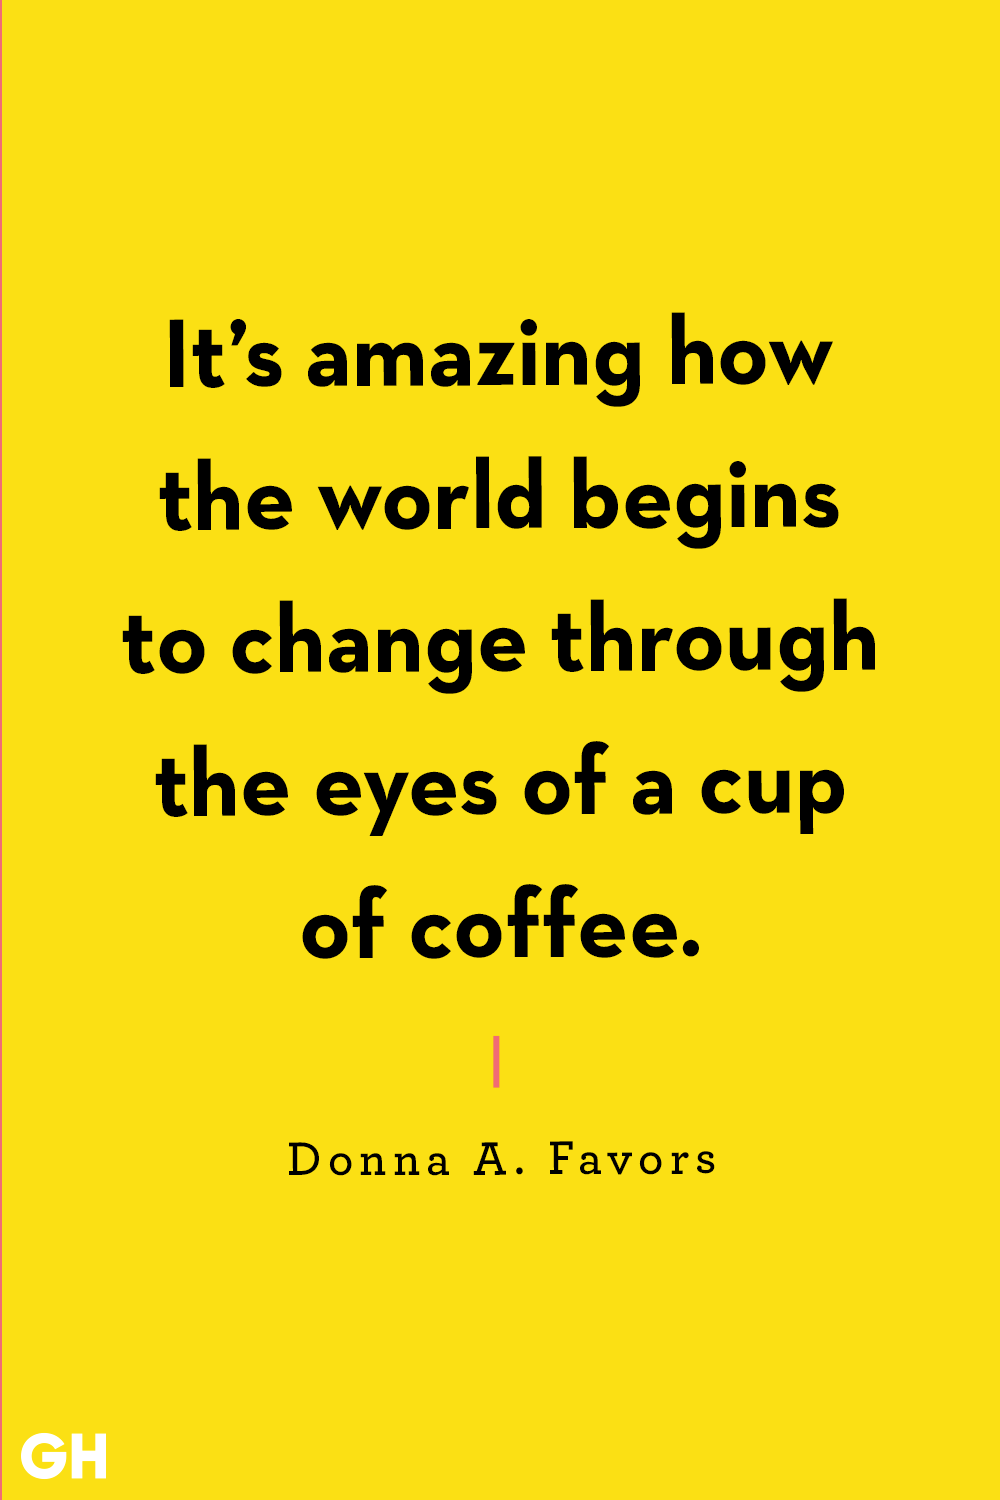 It’s amazing how
the world begins
to change through
the eyes of a cup
of coffee.
Donna A. Favors
GH